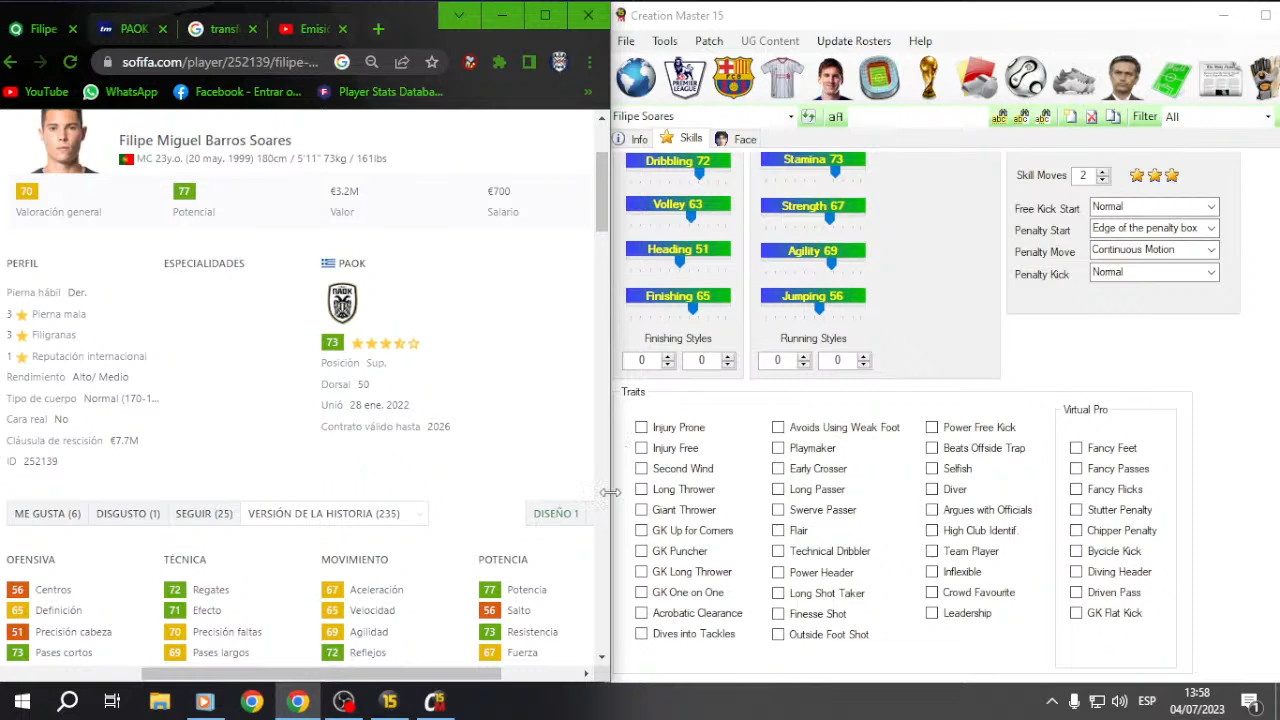 Filipe
PAOK
transf
Emisió
sofifa.com/player/252139/filipe-...
YouTube
WhatsApp
Facebook - Entrar o...
Player Stats Databa...
»
Filipe Miguel Barros Soares
MC 23y.o. (20 may. 1999) 180cm / 5'11" 73kg / 161lbs
70
77
€3.2M
€700
Valoración general
Potencial
Valor
Salario
PERFIL
ESPECIALIDADES
PAOK
Pierna hábil Der.
3 Pierna mala
3 Filigranas
1 Reputación internacional
Rendimiento Alto/ Medio
Tipo de cuerpo Normal (170-1...
Cara real No
Cláusula de rescisión €7.7M
ID 252139
ΠΑΟΚ
73
Posición Sup.
Dorsal 50
Unió 28 ene. 2022
Contrato válido hasta 2026
ME GUSTA (6)
DISGUSTO (1)
SEGUIR (25)
VERSIÓN DE LA HISTORIA (235)
DISEÑO 1
OFENSIVA
TÉCNICA
MOVIMIENTO
POTENCIA
56 Centros
72 Regates
67 Aceleración
77 Potencia
65 Definición
71 Efecto
65 Velocidad
56 Salto
51 Precisión cabeza
70 Precisión faltas
69 Agilidad
73 Resistencia
73 Pases cortos
69 Pases largos
72 Reflejos
67 Fuerza
Creation Master 15
File
Tools
Patch
UG Content
Update Rosters
Help
Filipe Soares
aA
abc
abc
abc
Filter
All
Info
Skills
Face
Dribbling 72
Stamina 73
Volley 63
Strength 67
Heading 51
Agility 69
Finishing 65
Jumping 56
Finishing Styles
Running Styles
0
0
0
0
Skill Moves
2
Free Kick Start
Normal
Penalty Start
Edge of the penalty box
Penalty Move
Continuous Motion
Penalty Kick
Normal
Traits
Injury Prone
Injury Free
Second Wind
Long Thrower
Giant Thrower
GK Up for Corners
GK Puncher
GK Long Thrower
GK One on One
Acrobatic Clearance
Dives into Tackles
Avoids Using Weak Foot
Playmaker
Early Crosser
Long Passer
Swerve Passer
Flair
Technical Dribbler
Power Header
Long Shot Taker
Finesse Shot
Outside Foot Shot
Power Free Kick
Beats Offside Trap
Selfish
Diver
Argues with Officials
High Club Identif.
Team Player
Inflexible
Crowd Favourite
Leadership
Virtual Pro
Fancy Feet
Fancy Passes
Fancy Flicks
Stutter Penalty
Chipper Penalty
Bycicle Kick
Diving Header
Driven Pass
GK Flat Kick
ESP
13:58
04/07/2023